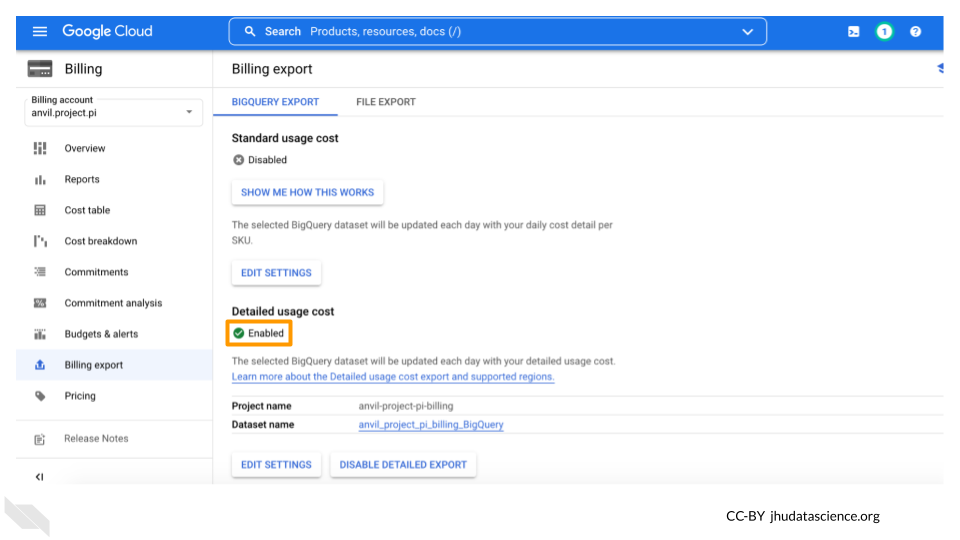 Google Cloud
Search Products, resources, docs (/)
1
?
Billing
Billing export
Billing account
anvil.project.pi
BIGQUERY EXPORT
FILE EXPORT
Overview
Reports
Cost table
Cost breakdown
Commitments
Commitment analysis
Budgets & alerts
Billing export
Pricing
Release Notes
Standard usage cost
Disabled
SHOW ME HOW THIS WORKS
The selected BigQuery dataset will be updated each day with your daily cost detail per
SKU.
EDIT SETTINGS
Detailed usage cost
Enabled
The selected BigQuery dataset will be updated each day with your detailed usage cost.
Learn more about the Detailed usage cost export and supported regions.
Project name anvil-project-pi-billing
Dataset name anvil_project_pi_billing_BigQuery
EDIT SETTINGS
DISABLE DETAILED EXPORT
CC-BY jhudatascience.org